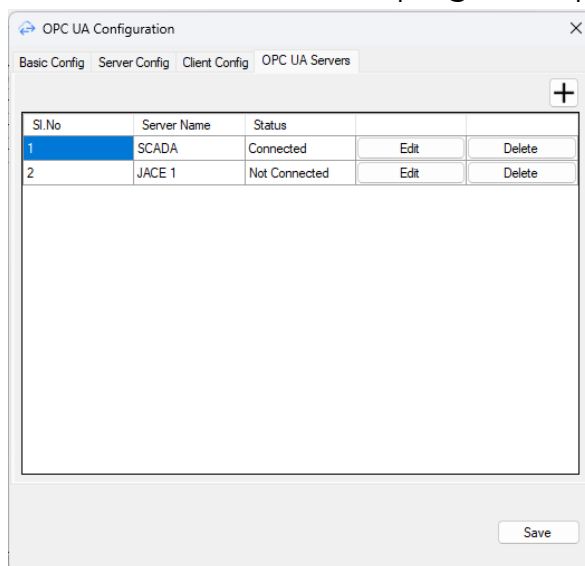 OPC UA Configuration
Basic Config Server Config Client Config OPC UA Servers
Sl.No Server Name Status
1 SCADA Connected Edit Delete
2 JACE 1 Not Connected Edit Delete
Save